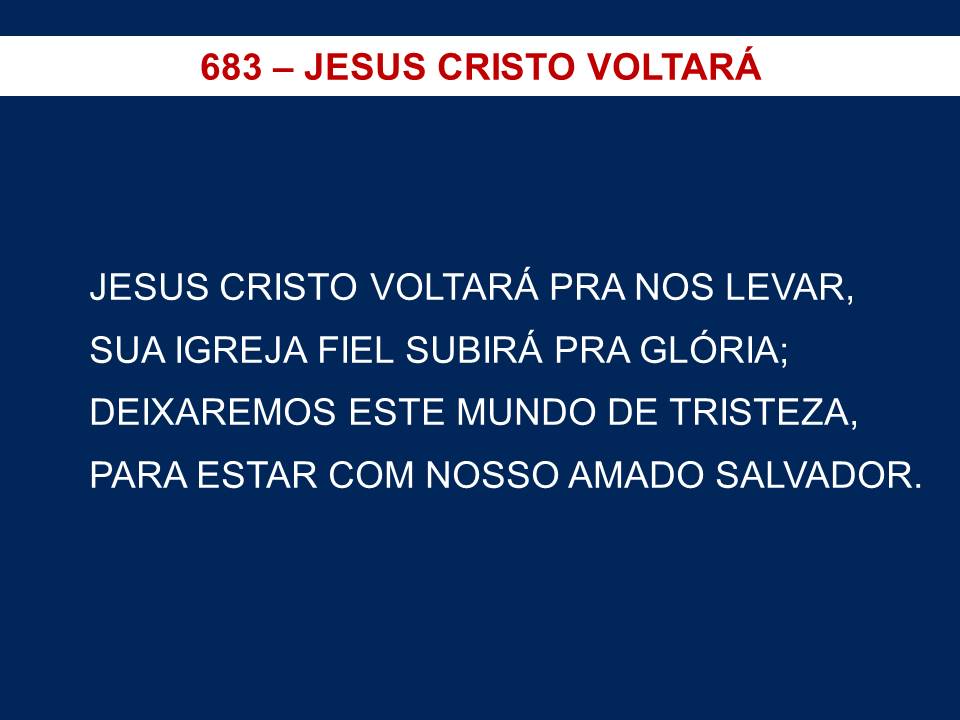 683 – JESUS CRISTO VOLTARÁ
JESUS CRISTO VOLTARÁ PRA NOS LEVAR,
SUA IGREJA FIEL SUBIRÁ PRA GLÓRIA;
DEIXAREMOS ESTE MUNDO DE TRISTEZA,
PARA ESTAR COM NOSSO AMADO SALVADOR.